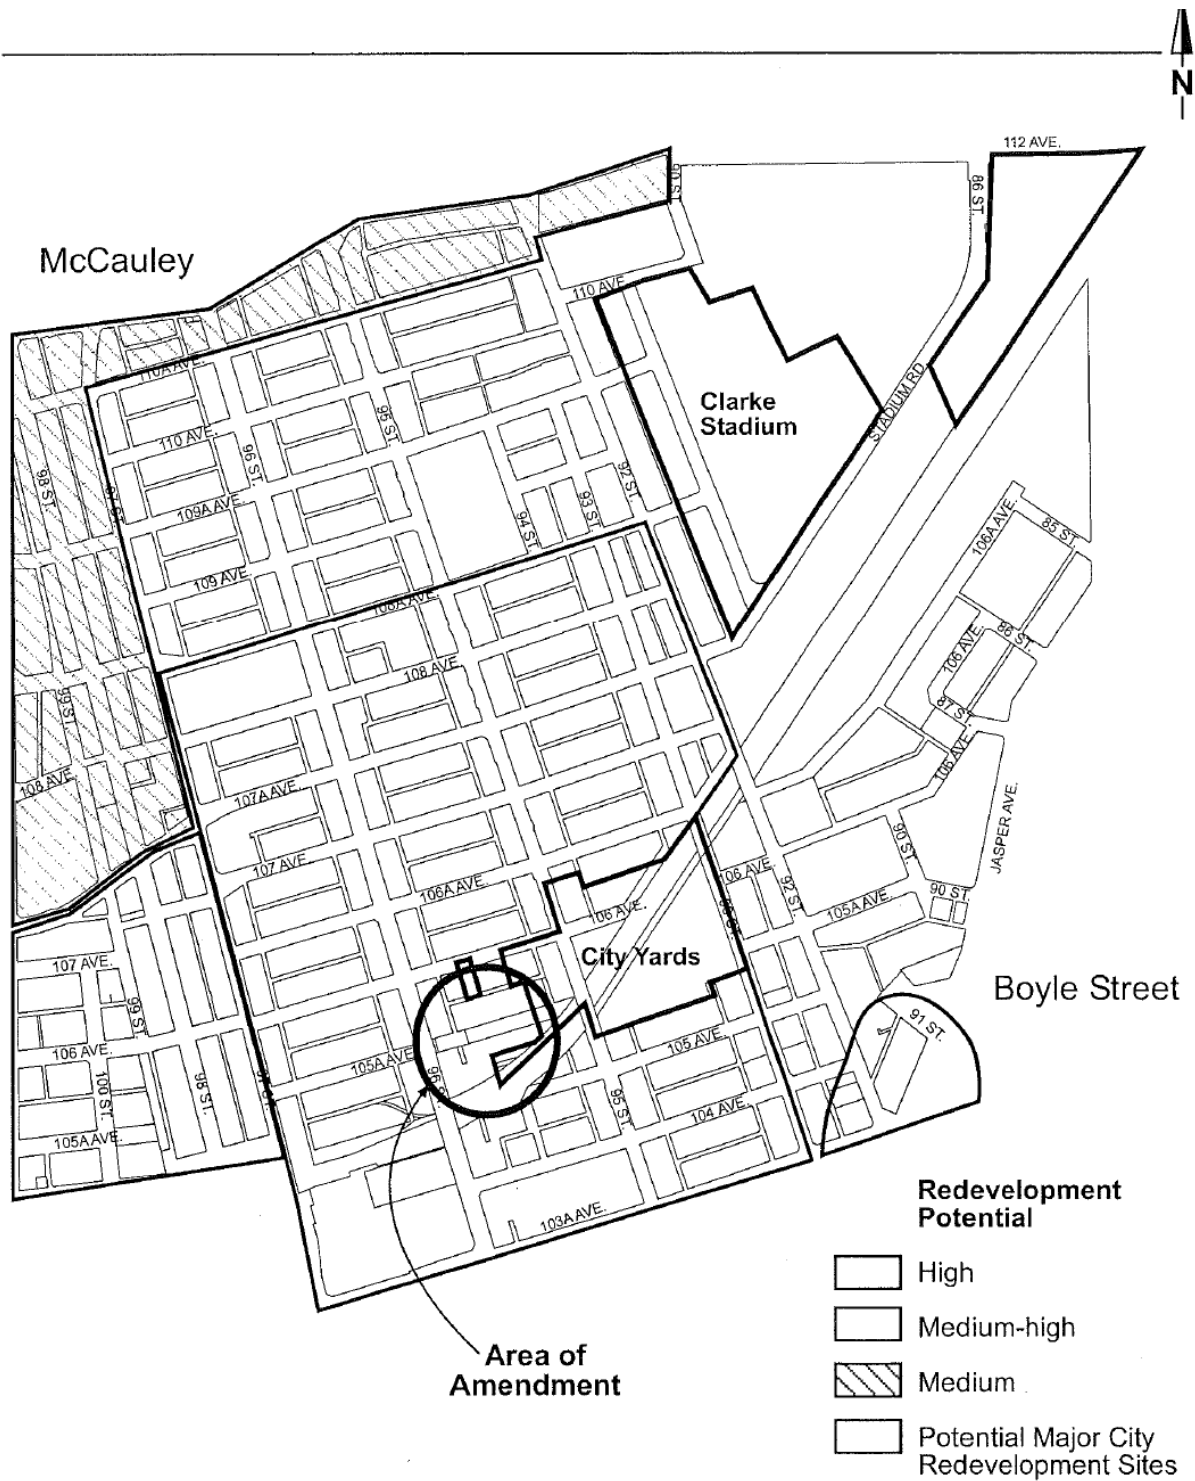 N
112 AVE.
90 ST.
86 ST.
McCauley
110 AVE.
110A AVE.
Clarke
Stadium
STADIUM RD.
95 ST.
110 AVE.
96 ST.
98 ST.
92 ST.
109A AVE.
93 ST.
94 ST.
106A AVE.
85 ST.
109 AVE.
108A AVE.
86 ST.
106 AVE.
108 AVE.
99 ST.
87 ST.
106 AVE.
108 AVE.
107A AVE.
JASPER AVE.
90 ST.
107 AVE.
106 AVE.
106A AVE.
92 ST.
90 ST.
105A AVE.
106 AVE.
City Yards
107 AVE.
Boyle Street
99 ST.
91 ST.
106 AVE.
105 AVE.
105A AVE.
96 ST.
100 ST.
98 ST.
95 ST.
104 AVE.
105A AVE.
103A AVE.
Redevelopment
Potential
High
Medium-high
Medium
Potential Major City
Redevelopment Sites
Area of
Amendment